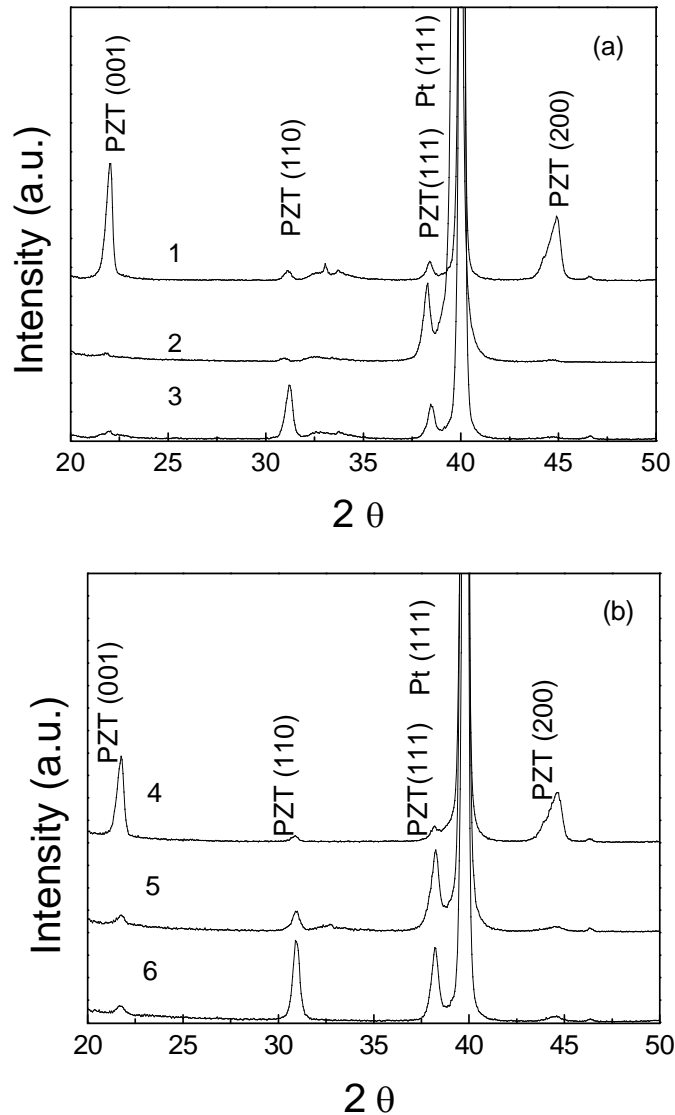 (a)
Intensity (a.u.)
PZT (001)
PZT (110)
PZT(111)
Pt (111)
PZT (200)
1
2
3
20 25 30 35 40 45 50
2 θ
(b)
Intensity (a.u.)
PZT (001)
PZT (110)
PZT(111)
Pt (111)
PZT (200)
4
5
6
20 25 30 35 40 45 50
2 θ